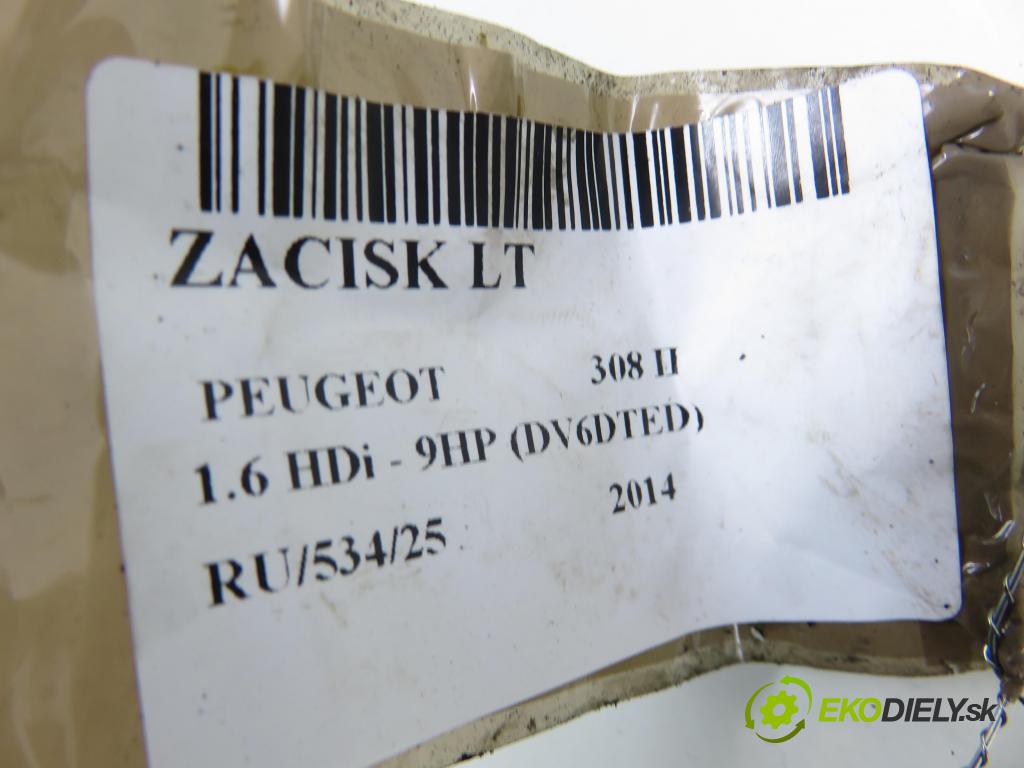 ZACISK LT
PEUGEOT 308 II
1.6 HDi - 9HP (DV6DTED)
RU/534/25 2014
EKODIELY.sk